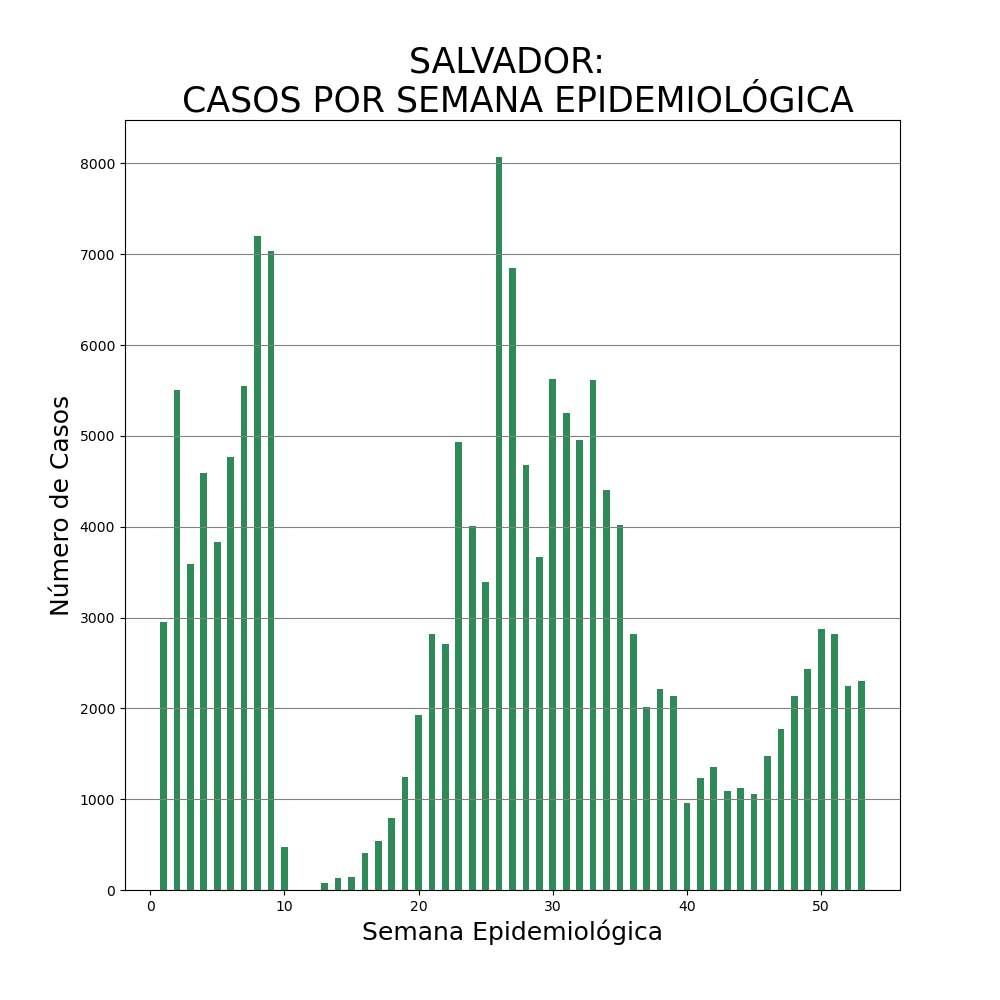 SALVADOR:
CASOS POR SEMANA EPIDEMIOLÓGICA
8000
7000
6000
5000
4000
3000
2000
1000
0
Número de Casos
0 10 20 30 40 50
Semana Epidemiológica